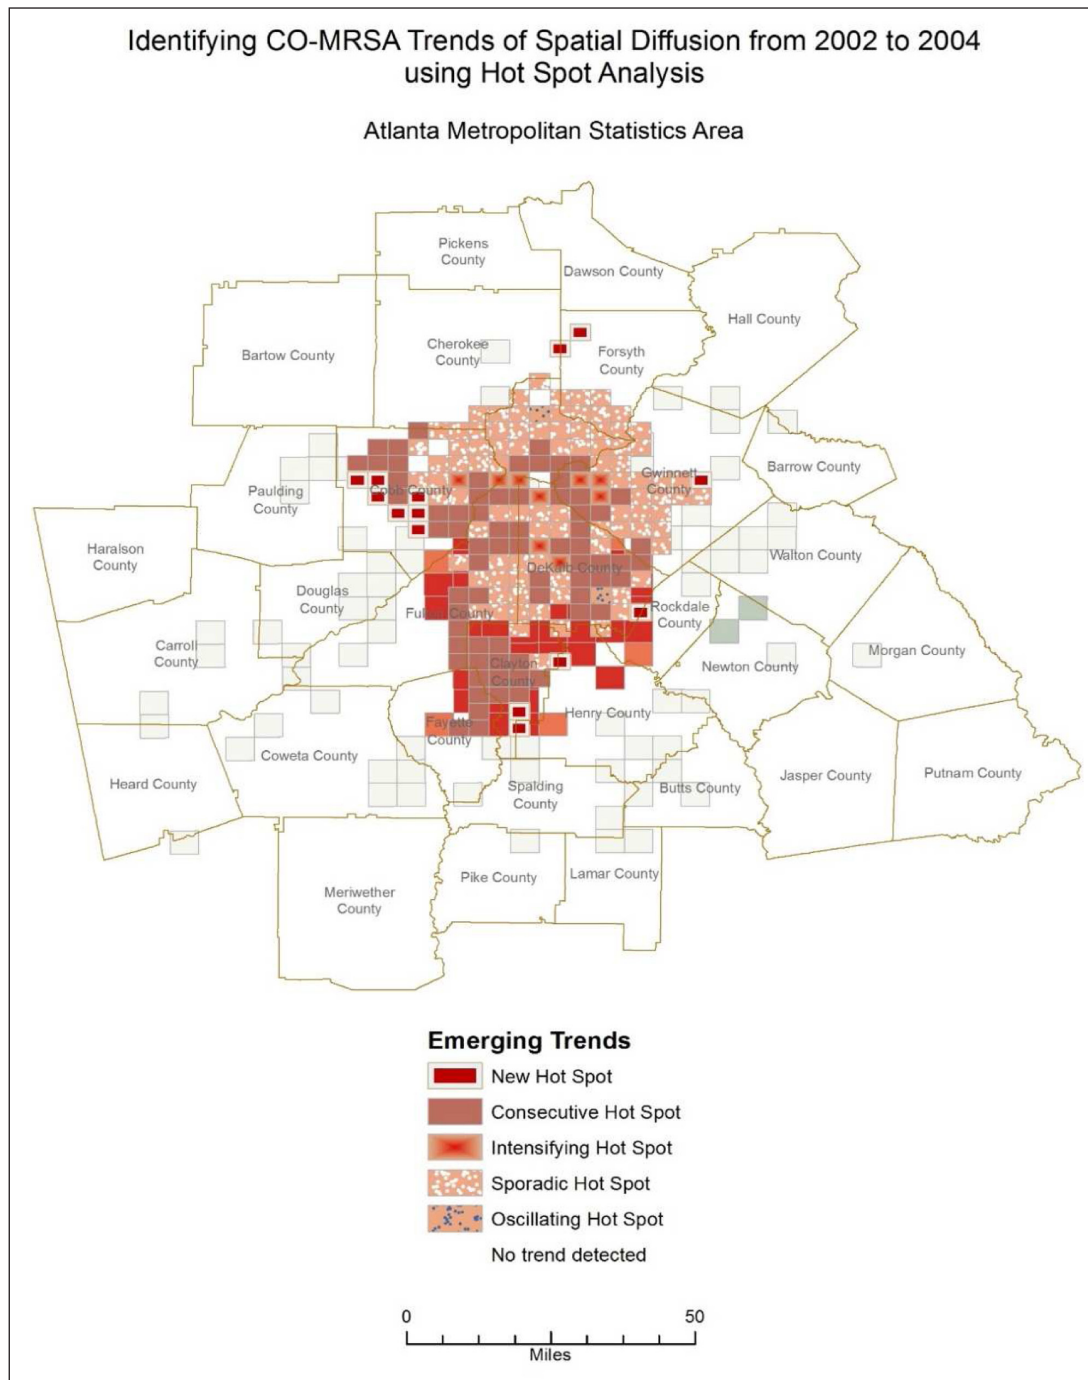 Identifying CO-MRSA Trends of Spatial Diffusion from 2002 to 2004
using Hot Spot Analysis
Atlanta Metropolitan Statistics Area
Pickens
County
Dawson County
Hall County
Cherokee
County
Forsyth
County
Bartow County
Barrow County
Gwinnett
County
Cobb County
Paulding
County
Haralson
County
Walton County
DeKalb County
Douglas
County
Fulton County
Rockdale
County
Carroll
County
Clayton
County
Newton County
Morgan County
Henry County
Fayette
County
Coweta County
Heard County
Spalding
County
Butts County
Jasper County
Putnam County
Pike County
Lamar County
Meriwether
County
Emerging Trends
New Hot Spot
Consecutive Hot Spot
Intensifying Hot Spot
Sporadic Hot Spot
Oscillating Hot Spot
No trend detected
0 50
Miles